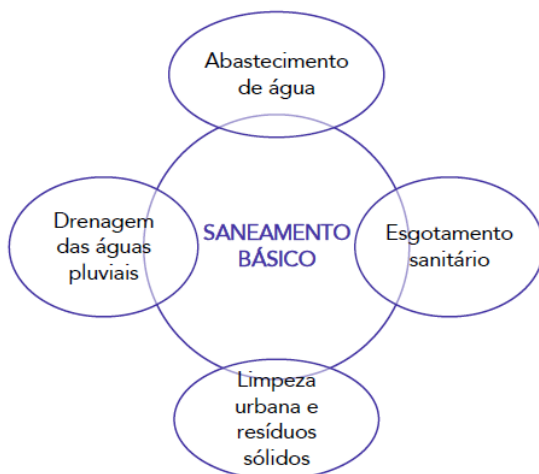 Abastecimento
de água
Drenagem
das águas
pluviais
SANEAMENTO
BÁSICO
Esgotamento
sanitário
Limpeza
urbana e
resíduos
sólidos